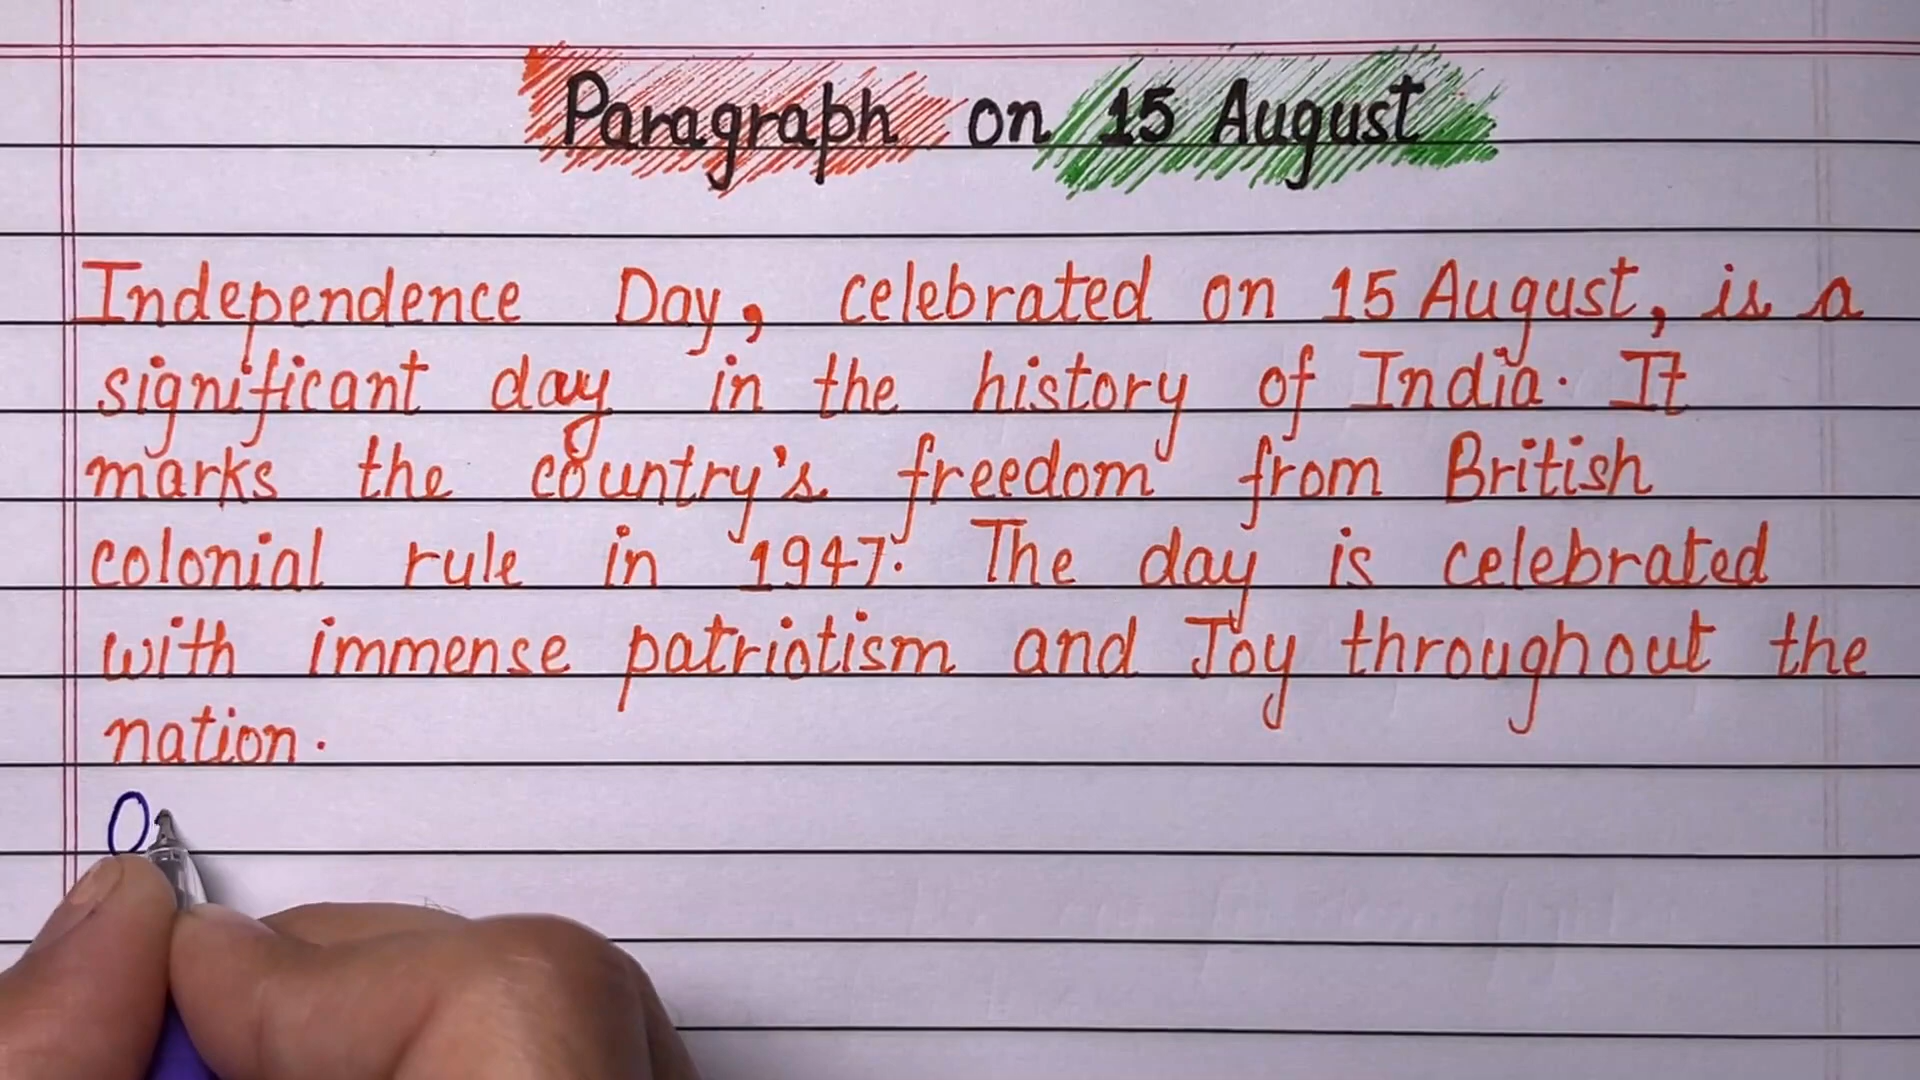 Paragraph on 15 August
Independence Day, celebrated on 15 August, is a
significant day in the history of India. It
marks the country's freedom from British
colonial rule in 1947. The day is celebrated
with immense patriotism and Joy throughout the
nation.